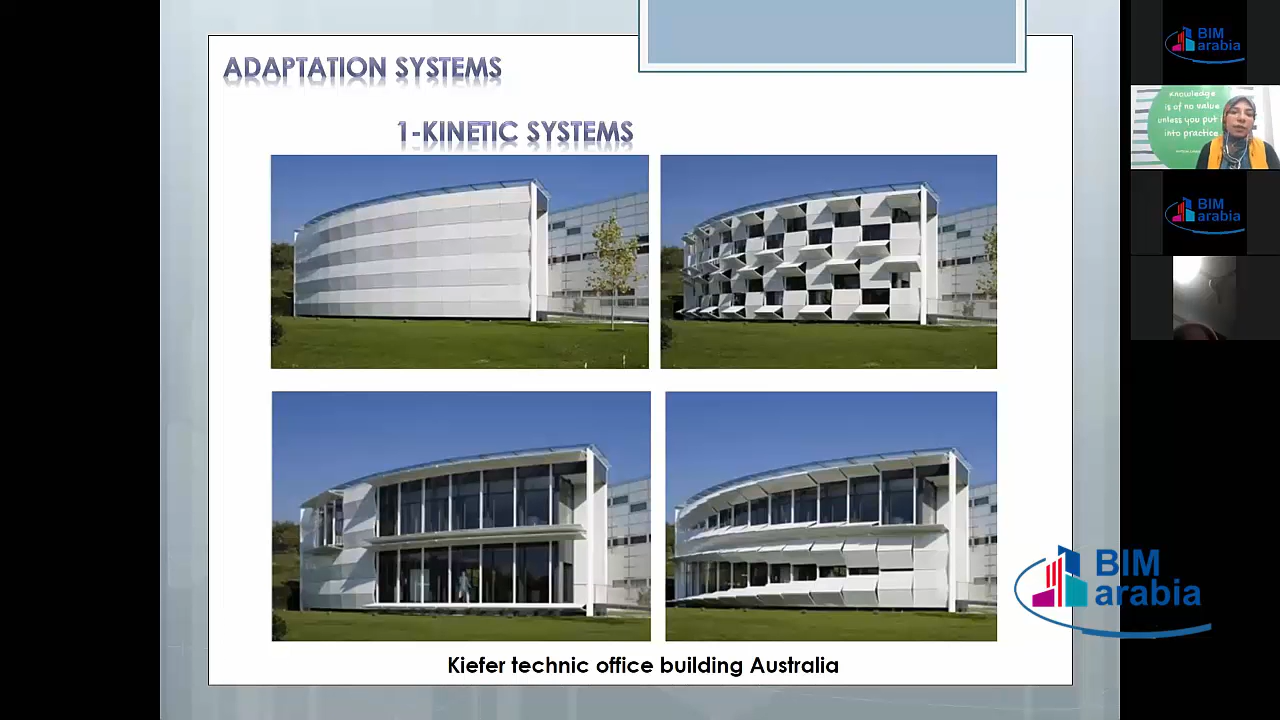 ADAPTATION SYSTEMS
1-KINETIC SYSTEMS
Kiefer technic office building Australia
BIM
arabia
BIM
arabia
knowledge
is of no value
unless you put
into practice
BIM
arabia